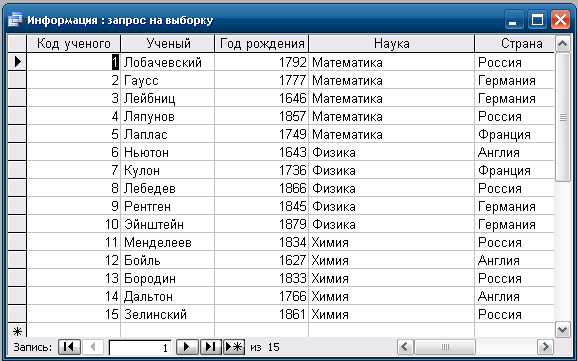 Информация : запрос на выборку
Код ученого Ученый Год рождения Наука Страна
1 Лобачевский 1792 Математика Россия
2 Гаусс 1777 Математика Германия
3 Лейбниц 1646 Математика Германия
4 Ляпунов 1857 Математика Россия
5 Лаплас 1749 Математика Франция
6 Ньютон 1643 Физика Англия
7 Кулон 1736 Физика Франция
8 Лебедев 1866 Физика Россия
9 Рентген 1845 Физика Германия
10 Эйнштейн 1879 Физика Германия
11 Менделеев 1834 Химия Россия
12 Бойль 1627 Химия Англия
13 Бородин 1833 Химия Россия
14 Дальтон 1766 Химия Англия
15 Зелинский 1861 Химия Россия
Запись: 1 из 15